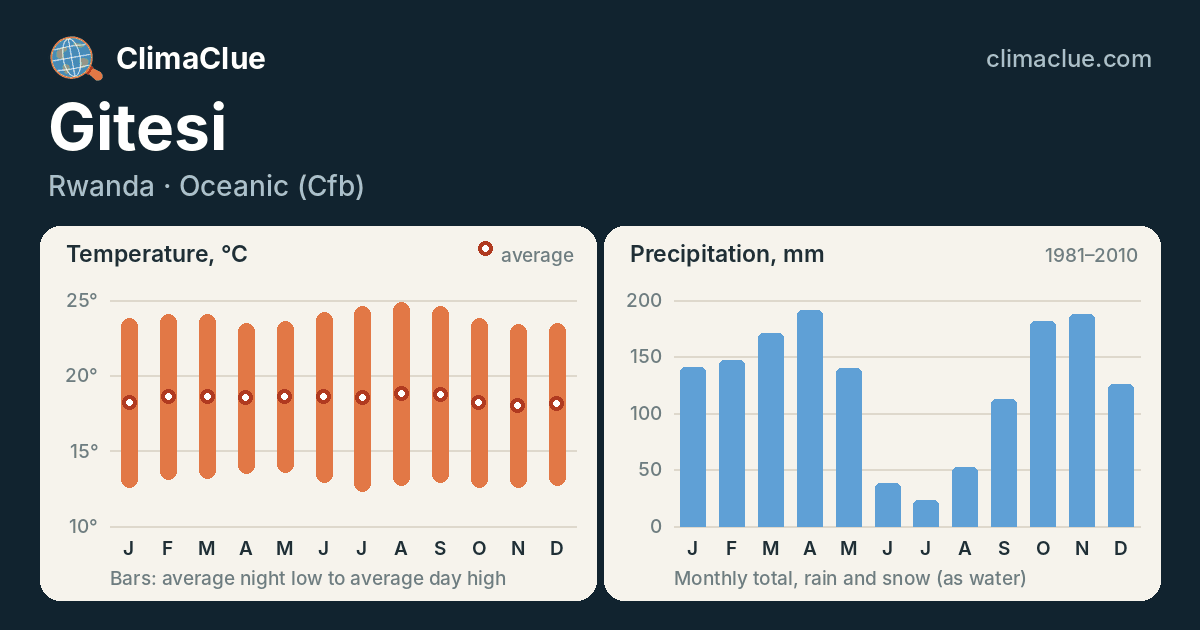 ClimaClue
climaclue.com
Gitesi
Rwanda · Oceanic (Cfb)
Temperature, °C
average
25°
20°
15°
10°
J F M A M J J A S O N D
Bars: average night low to average day high
Precipitation, mm
1981–2010
200
150
100
50
0
J F M A M J J A S O N D
Monthly total, rain and snow (as water)